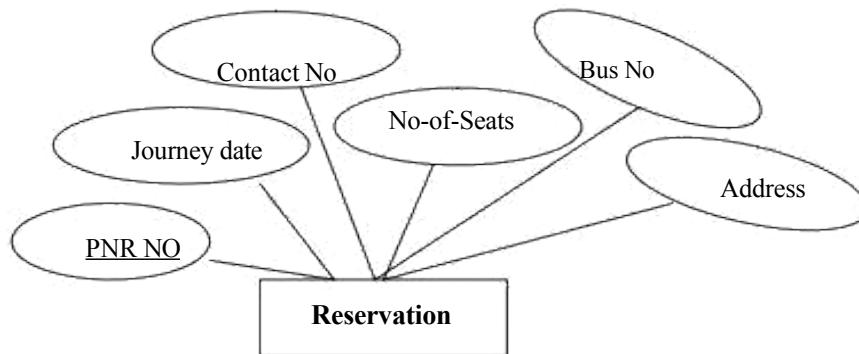 Contact No
Bus No
No-of-Seats
Journey date
Address
PNR NO
Reservation